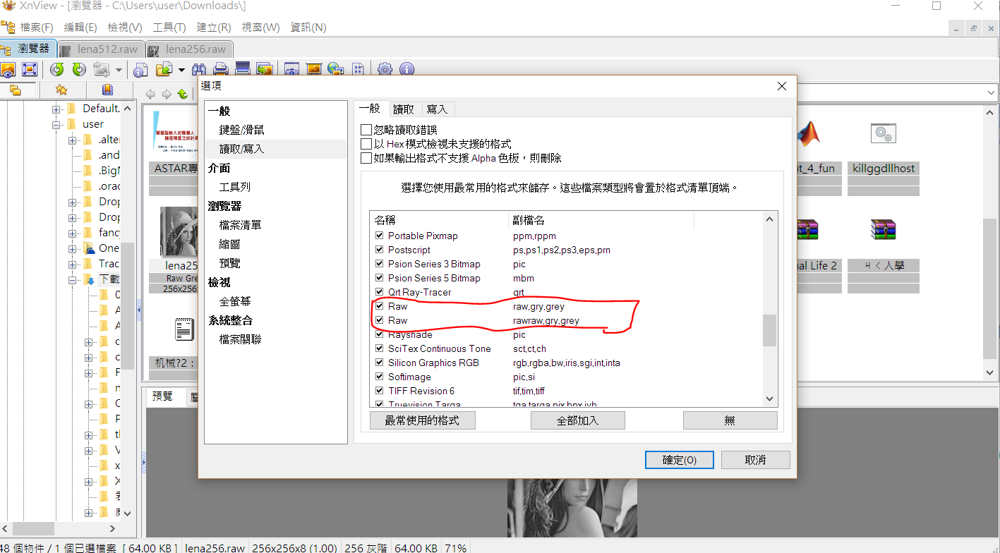 XnView - [瀏覽器 - C:\Users\user\Downloads\]
檔案(F) 編輯(E) 檢視(V) 工具(T) 建立(R) 視窗(W) 資訊(N)
瀏覽器 lena512.raw lena256.raw
Default.
user
.alter
.and
.BigN
.orac
Drop
Drop
fancy
One
Trac
下載
ASTAR專
lena25
Raw Gre
256x256
机械?2：
預覽
選項
一般
鍵盤/滑鼠
讀取/寫入
介面
工具列
瀏覽器
檔案清單
縮圖
預覽
檢視
全螢幕
系統整合
檔案關聯
一般 讀取 寫入
忽略讀取錯誤
以 Hex 模式檢視未支援的格式
如果輸出格式不支援 Alpha 色板，則刪除
選擇您使用最常用的格式來儲存。這些檔案類型將會置於格式清單頂端。
名稱 副檔名
Portable Pixmap ppm,rppm
Postscript ps,ps1,ps2,ps3,eps,prn
Psion Series 3 Bitmap pic
Psion Series 5 Bitmap mbm
Qrt Ray-Tracer qrt
Raw raw,gry,grey
Raw rawraw,gry,grey
Rayshade pic
SciTex Continuous Tone sct,ct,ch
Silicon Graphics RGB rgb,rgba,bw,iris,sgi,int,inta
Softimage pic,si
TIFF Revision 6 tif,tim,tiff
Truevision Targa tga,targa,pix,bpx,ivb
最常使用的格式 全部加入 無
確定(O) 取消
ut_4_fun killggdllhost
al Life 2 ㄐㄑ人學
48 個物件 / 1 個已選檔案 [ 64.00 KB ] lena256.raw 256x256x8 (1.00) 256 灰階 64.00 KB 71%